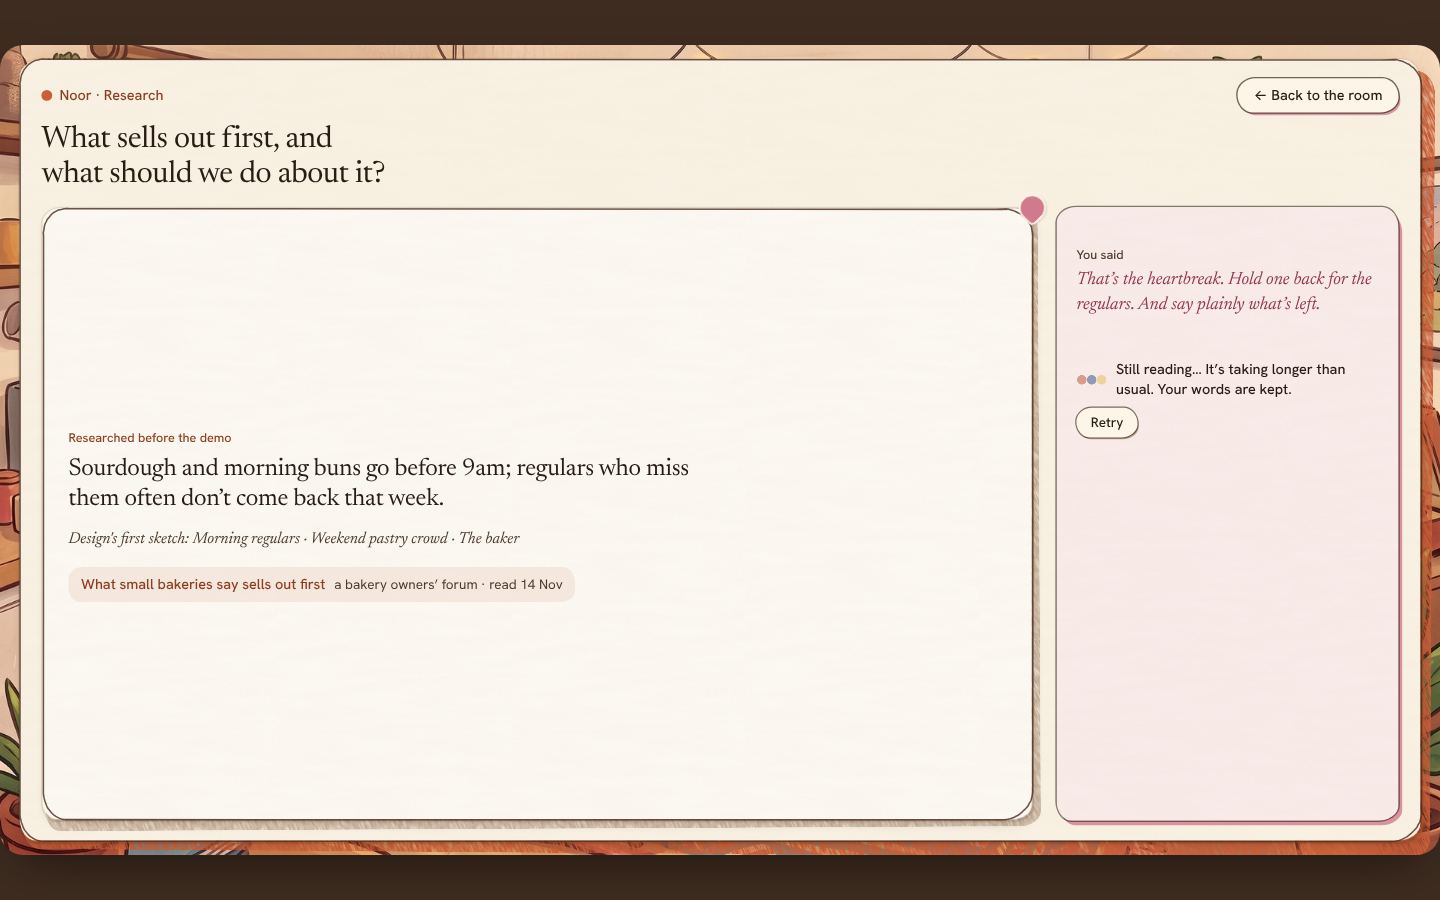 Noor · Research
← Back to the room
What sells out first, and
what should we do about it?
Researched before the demo
Sourdough and morning buns go before 9am; regulars who miss
them often don’t come back that week.
Design’s first sketch: Morning regulars · Weekend pastry crowd · The baker
What small bakeries say sells out first a bakery owners’ forum · read 14 Nov
You said
That’s the heartbreak. Hold one back for the
regulars. And say plainly what’s left.
Still reading… It’s taking longer than
usual. Your words are kept.
Retry